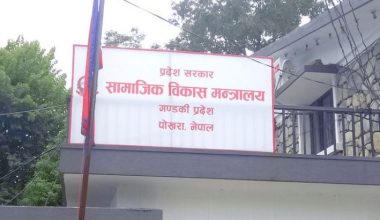 प्रदेश सरकार
सामाजिक विकास मन्त्रालय
गण्डकी प्रदेश
पोखरा, नेपाल